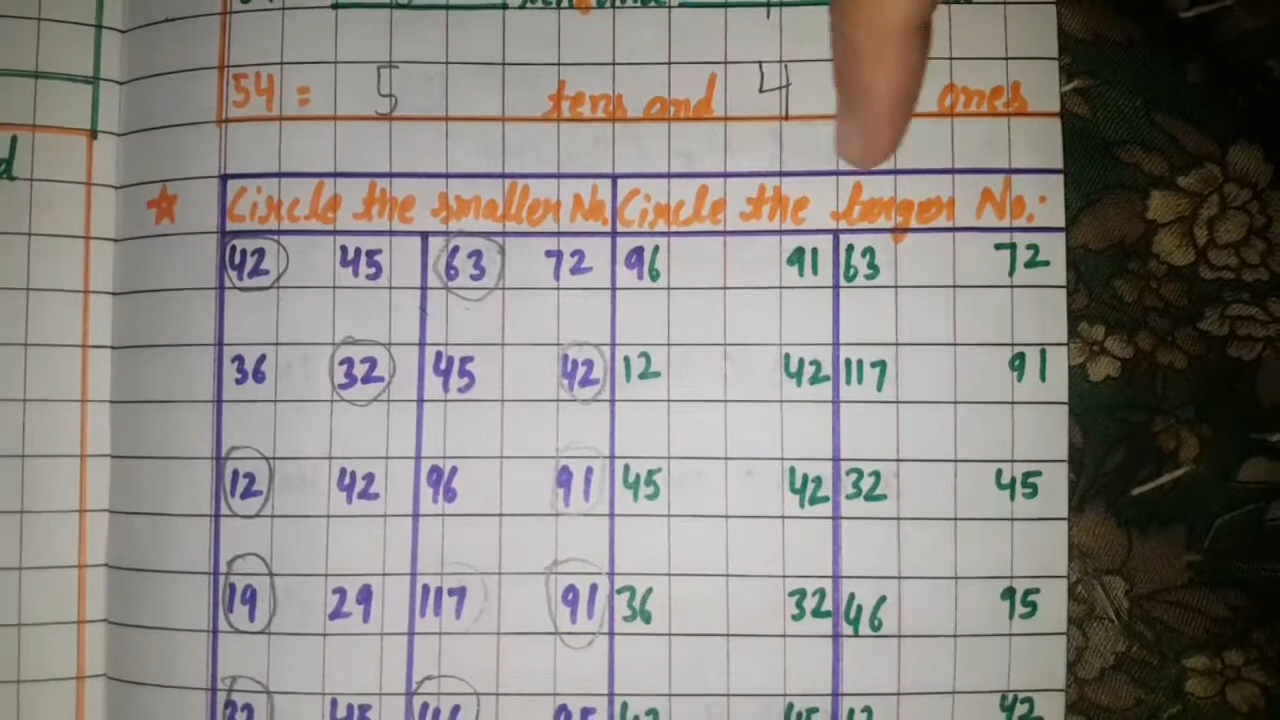 54 = 5 tens and 4 ones
Circle the smaller No. Circle the berger No.:
42 45 63 72 96 91 63 72
36 32 45 42 12 42 117 91
12 42 96 91 45 42 32 45
19 29 117 91 36 32 46 95
42